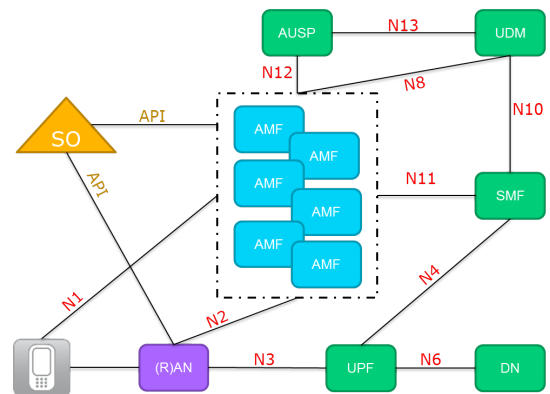 AUSP
N13
UDM
N12
N8
API
SO
AMF
N10
AMF
API
AMF
N11
SMF
AMF
AMF
AMF
N4
N1
N2
(R)AN
N3
UPF
N6
DN